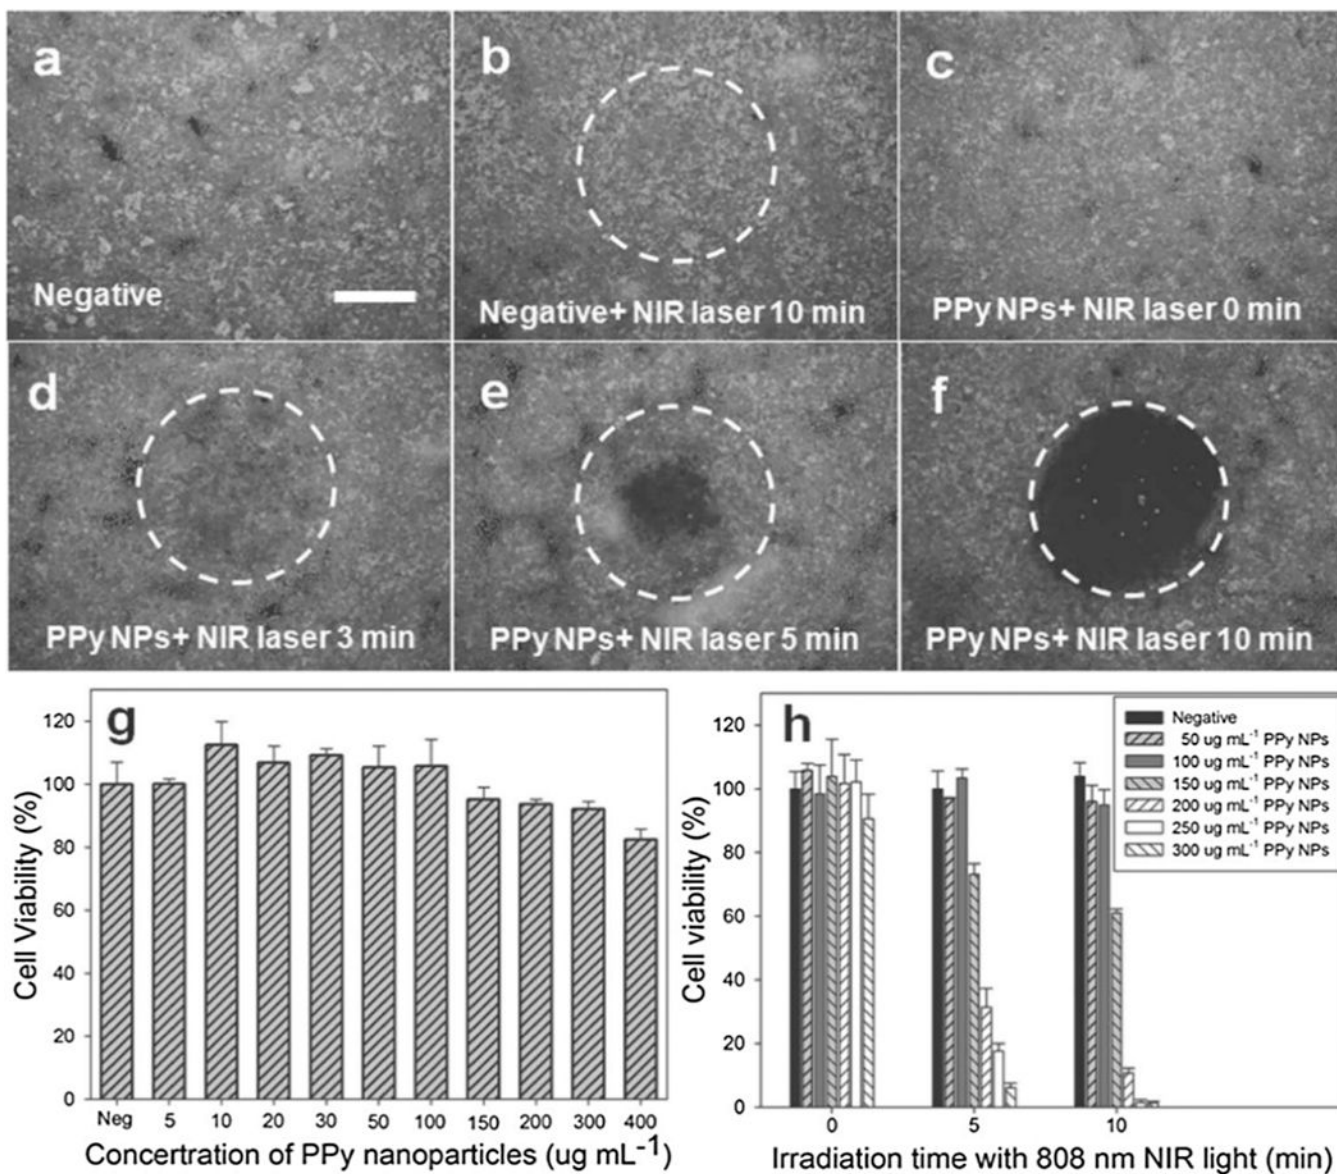 a
Negative
b
Negative+ NIR laser 10 min
c
PPy NPs+ NIR laser 0 min
d
PPy NPs+ NIR laser 3 min
e
PPy NPs+ NIR laser 5 min
f
PPy NPs+ NIR laser 10 min
g
Cell Viability (%)
120
100
80
60
40
20
0
Neg 5 10 20 30 50 100 150 200 300 400
Concertration of PPy nanoparticles (ug mL⁻¹)
h
Cell viability (%)
120
100
80
60
40
20
0
Negative
50 ug mL⁻¹ PPy NPs
100 ug mL⁻¹ PPy NPs
150 ug mL⁻¹ PPy NPs
200 ug mL⁻¹ PPy NPs
250 ug mL⁻¹ PPy NPs
300 ug mL⁻¹ PPy NPs
0 5 10
Irradiation time with 808 nm NIR light (min)